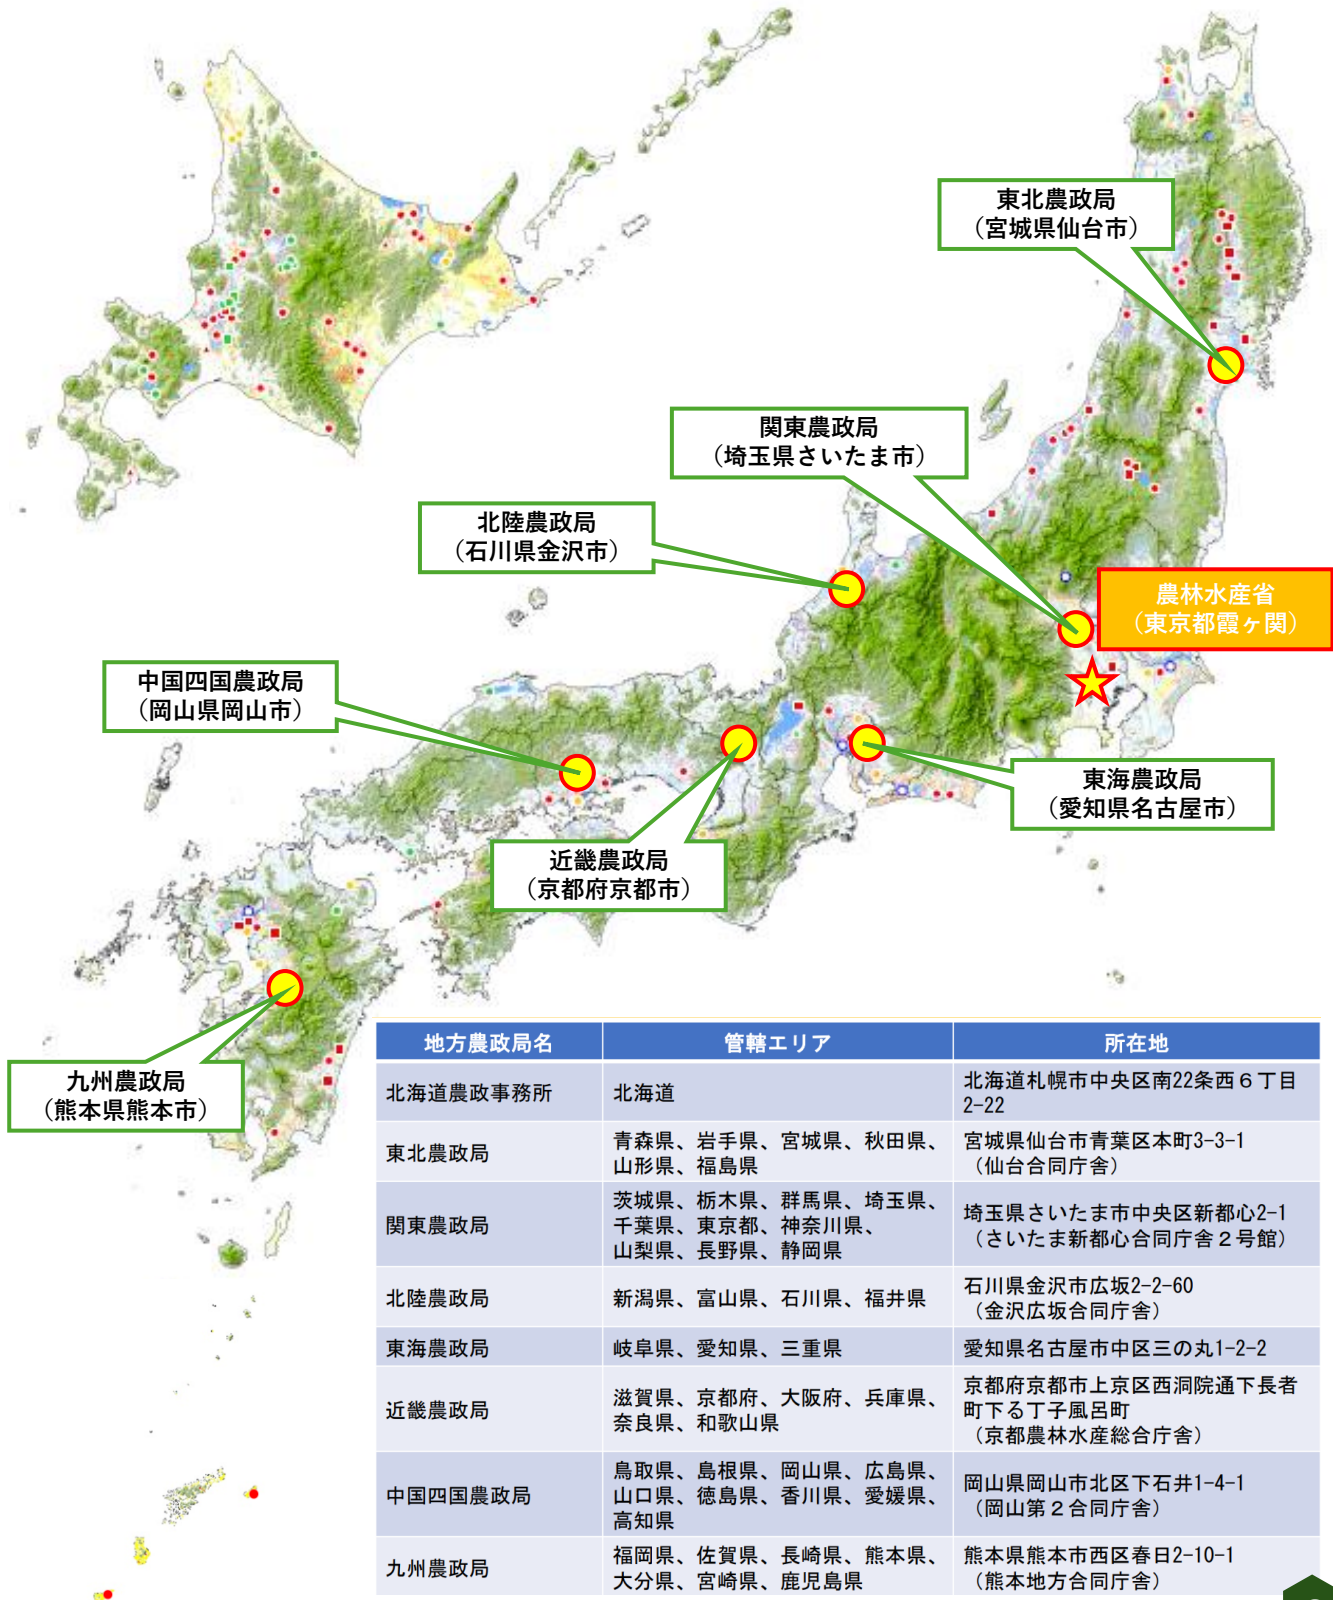 東北農政局
（宮城県仙台市）
関東農政局
（埼玉県さいたま市）
北陸農政局
（石川県金沢市）
農林水産省
（東京都霞ヶ関）
中国四国農政局
（岡山県岡山市）
東海農政局
（愛知県名古屋市）
近畿農政局
（京都府京都市）
九州農政局
（熊本県熊本市）
地方農政局名 管轄エリア 所在地
北海道農政事務所 北海道 北海道札幌市中央区南22条西６丁目
2-22
東北農政局 青森県、岩手県、宮城県、秋田県、
山形県、福島県
宮城県仙台市青葉区本町3-3-1
（仙台合同庁舎）
関東農政局 茨城県、栃木県、群馬県、埼玉県、
千葉県、東京都、神奈川県、
山梨県、長野県、静岡県
埼玉県さいたま市中央区新都心2-1
（さいたま新都心合同庁舎２号館）
北陸農政局 新潟県、富山県、石川県、福井県
石川県金沢市広坂2-2-60
（金沢広坂合同庁舎）
東海農政局 岐阜県、愛知県、三重県 愛知県名古屋市中区三の丸1-2-2
近畿農政局 滋賀県、京都府、大阪府、兵庫県、
奈良県、和歌山県
京都府京都市上京区西洞院通下長者
町下る丁子風呂町
（京都農林水産総合庁舎）
中国四国農政局 鳥取県、島根県、岡山県、広島県、
山口県、徳島県、香川県、愛媛県、
高知県
岡山県岡山市北区下石井1-4-1
（岡山第２合同庁舎）
九州農政局 福岡県、佐賀県、長崎県、熊本県、
大分県、宮崎県、鹿児島県
熊本県熊本市西区春日2-10-1
（熊本地方合同庁舎）